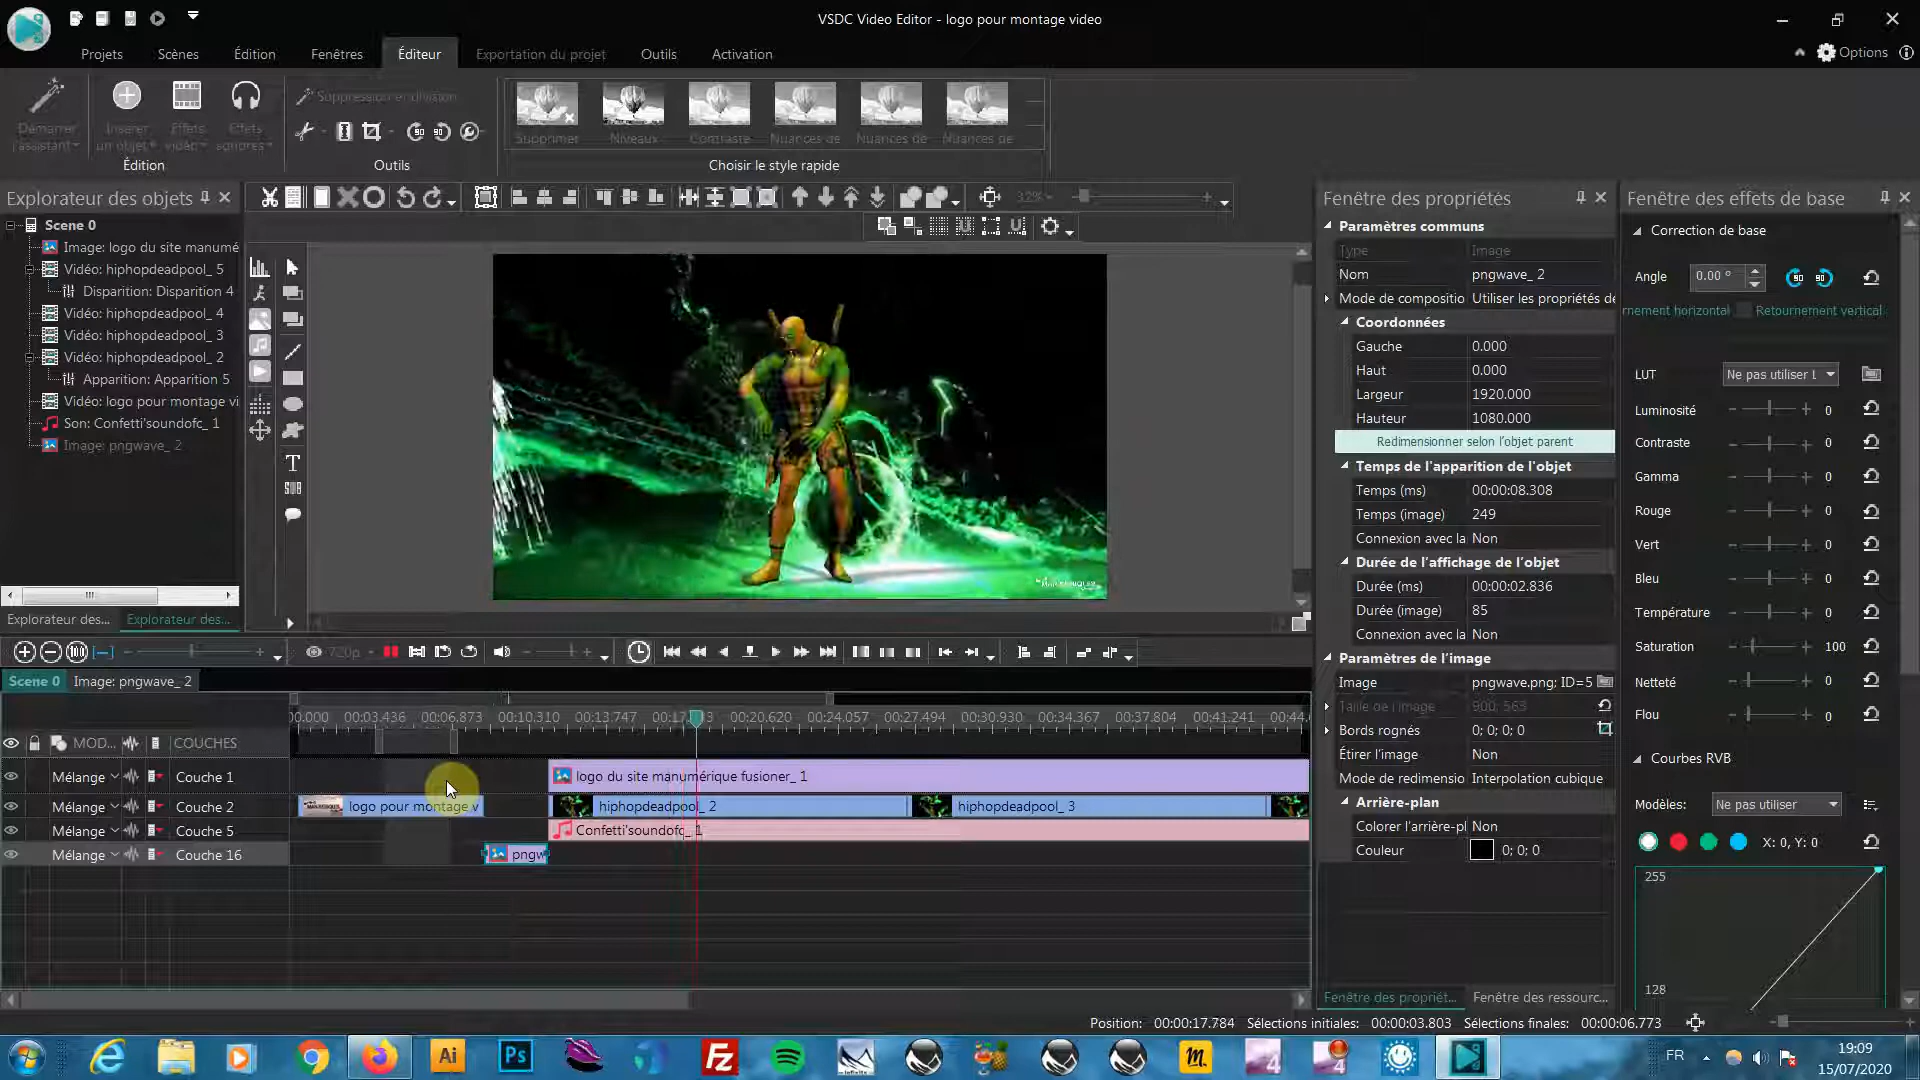 VSDC Video Editor - logo pour montage video
Projets
Scènes
Édition
Fenêtres
Éditeur
Exportation du projet
Outils
Activation
Options
Démarrer l'assistant
Insérer un objet
Effets vidéo
Effets sonores
Suppression et division
Supprimer
Niveaux
Contraste
Nuances de
Nuances de
Nuances de
Édition
Outils
Choisir le style rapide
Explorateur des objets
Scene 0
Image: logo du site manumé
Vidéo: hiphopdeadpool_ 5
Disparition: Disparition 4
Vidéo: hiphopdeadpool_ 4
Vidéo: hiphopdeadpool_ 3
Vidéo: hiphopdeadpool_ 2
Apparition: Apparition 5
Vidéo: logo pour montage vi
Son: Confetti'soundofc_ 1
Image: pngwave_ 2
Explorateur des...
Explorateur des...
32%
T
Fenêtre des propriétés
Paramètres communs
Type Image
Nom pngwave_ 2
Mode de compositio Utiliser les propriétés de
Coordonnées
Gauche 0.000
Haut 0.000
Largeur 1920.000
Hauteur 1080.000
Redimensionner selon l'objet parent
Temps de l'apparition de l'objet
Temps (ms) 00:00:08.308
Temps (image) 249
Connexion avec la Non
Durée de l'affichage de l'objet
Durée (ms) 00:00:02.836
Durée (image) 85
Connexion avec la Non
Paramètres de l'image
Image pngwave.png; ID=5
Taille de l'image 900; 563
Bords rognés 0; 0; 0; 0
Étirer l'image Non
Mode de redimensio Interpolation cubique
Arrière-plan
Colorer l'arrière-pl Non
Couleur 0; 0; 0
Fenêtre des propriét...
Fenêtre des ressourc...
Fenêtre des effets de base
Correction de base
Angle 0.00 °
90
90
rnement horizontal
Retournement vertical
LUT Ne pas utiliser L
Luminosité 0
Contraste 0
Gamma 0
Rouge 0
Vert 0
Bleu 0
Température 0
Saturation 100
Netteté 0
Flou 0
Courbes RVB
Modèles: Ne pas utiliser
X: 0, Y: 0
255
128
720p
Scene 0
Image: pngwave_ 2
00.000 00:03.436 00:06.873 00:10.310 00:13.747 00:20.620 00:24.057 00:27.494 00:30.930 00:34.367 00:37.804 00:41.241 00:44.
MOD... COUCHES
Mélange Couche 1
logo du site manumérique fusioner_ 1
Mélange Couche 2
logo pour montage v
hiphopdeadpool_ 2
hiphopdeadpool_ 3
Mélange Couche 5
Confetti'soundofc_ 1
Mélange Couche 16
pngw
Position: 00:00:17.784 Sélections initiales: 00:00:03.803 Sélections finales: 00:00:06.773
Ai
Ps
FZ
m
4
4
FR
19:09
15/07/2020